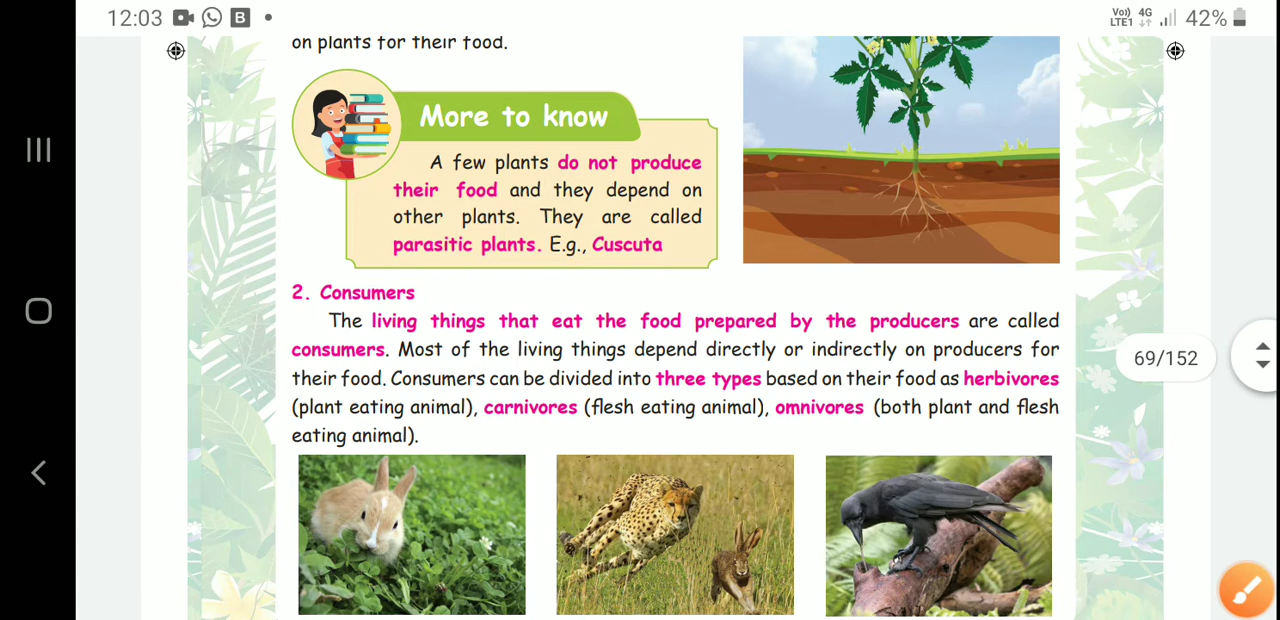 12:03
B
Vo))
LTE1
4G
42%
on plants for their food.
More to know
A few plants do not produce
their food and they depend on
other plants. They are called
parasitic plants. E.g., Cuscuta
2. Consumers
The living things that eat the food prepared by the producers are called
consumers. Most of the living things depend directly or indirectly on producers for
their food. Consumers can be divided into three types based on their food as herbivores
(plant eating animal), carnivores (flesh eating animal), omnivores (both plant and flesh
eating animal).
69/152